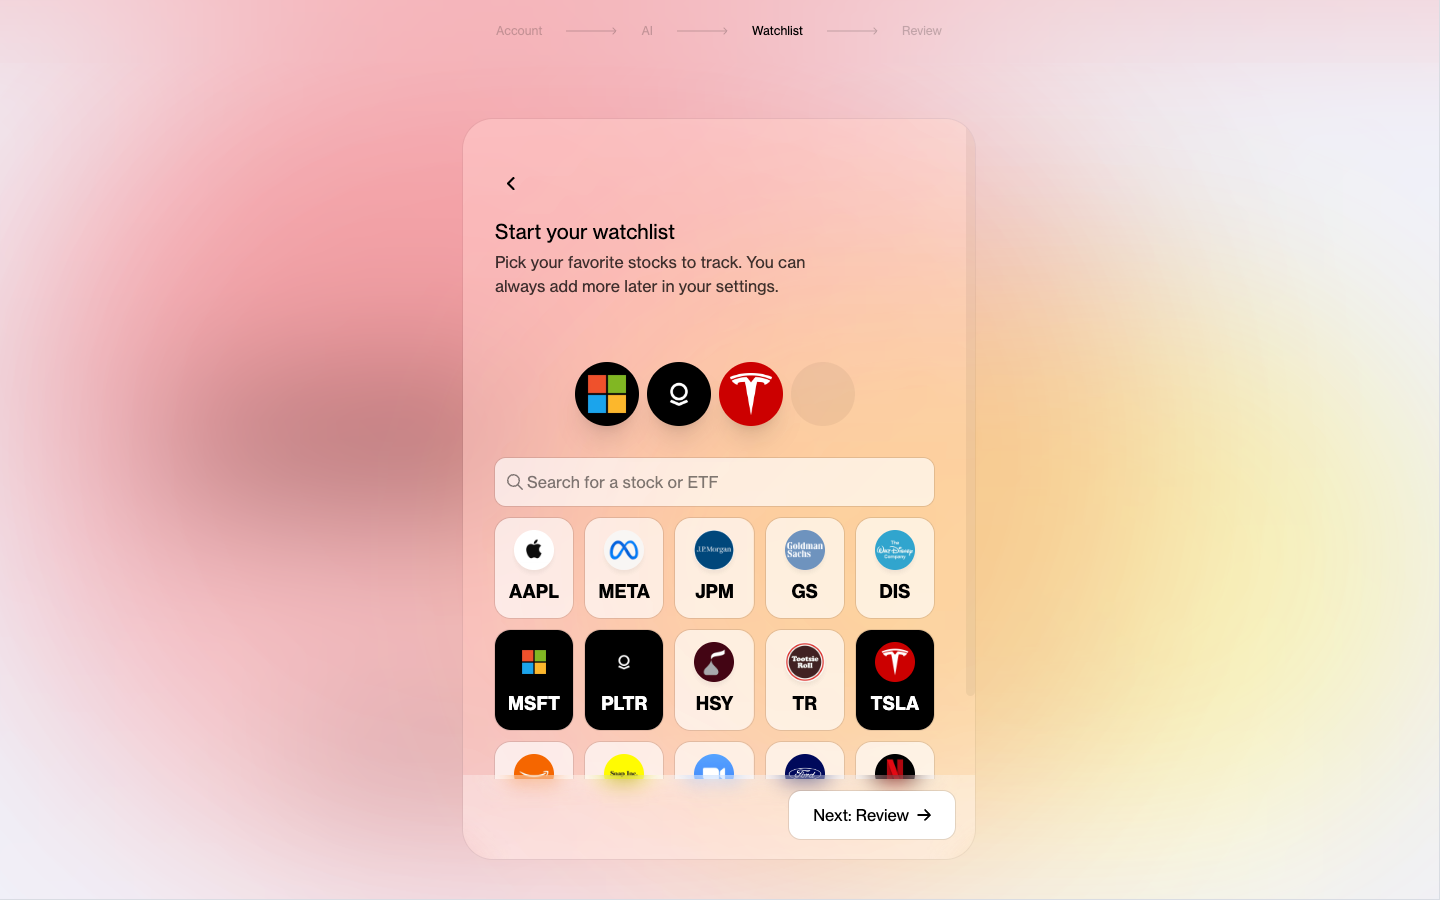 Account
AI
Watchlist
Review
Start your watchlist
Pick your favorite stocks to track. You can
always add more later in your settings.
Search for a stock or ETF
J.P.Morgan
Goldman
Sachs
The
Walt Disney
Company
AAPL
META
JPM
GS
DIS
Tootsie
Roll
MSFT
PLTR
HSY
TR
TSLA
Snap Inc.
Ford
N
Next: Review